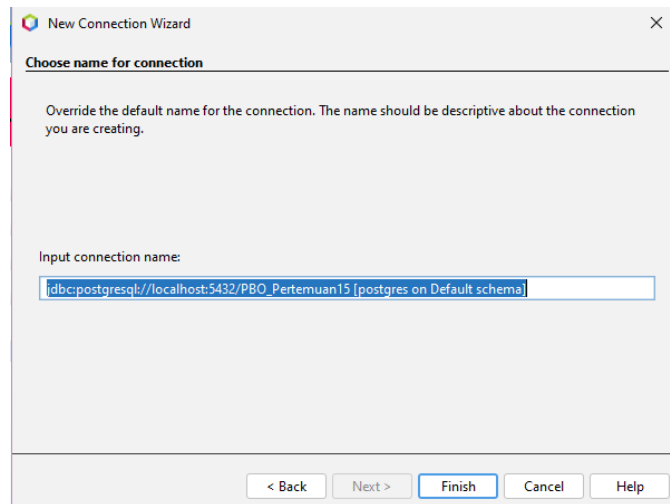 New Connection Wizard
Choose name for connection
Override the default name for the connection. The name should be descriptive about the connection
you are creating.
Input connection name:
jdbc:postgresql://localhost:5432/PBO_Pertemuan15 [postgres on Default schema]
< Back Next > Finish Cancel Help